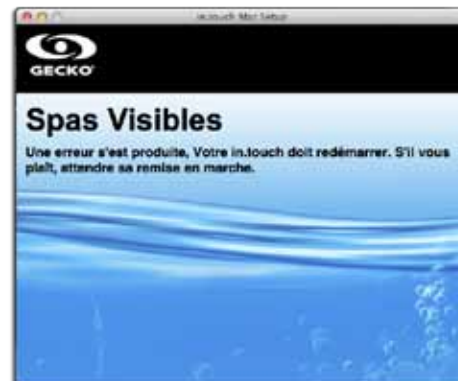 in.touch Mac Setup
GECKO
Spas Visibles
Une erreur s'est produite, Votre in.touch doit redémarrer. S'il vous
plaît, attendre sa remise en marche.